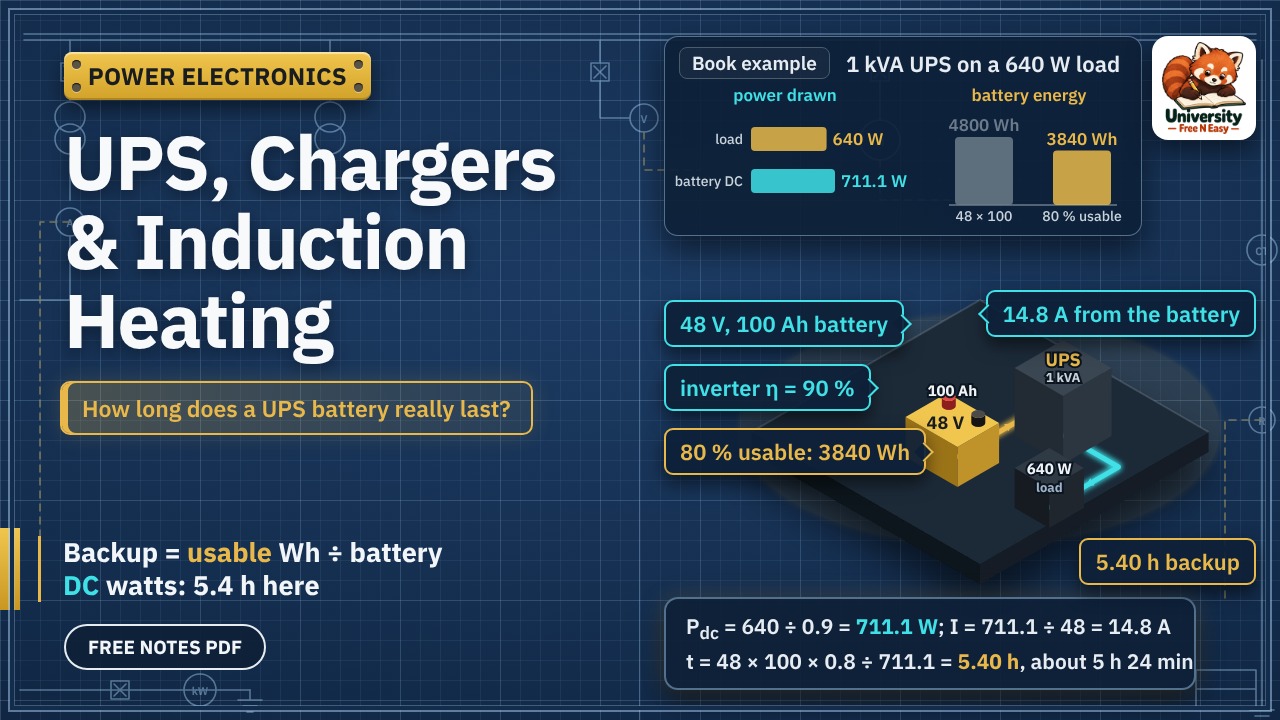 POWER ELECTRONICS
UPS, Chargers
& Induction
Heating
How long does a UPS battery really last?
Backup = usable Wh ÷ battery
DC watts: 5.4 h here
FREE NOTES PDF
kW
V
Book example
1 kVA UPS on a 640 W load
power drawn
battery energy
load
640 W
battery DC
711.1 W
4800 Wh
3840 Wh
48 × 100
80 % usable
University
Free N Easy
48 V, 100 Ah battery
14.8 A from the battery
inverter η = 90 %
80 % usable: 3840 Wh
UPS
1 kVA
100 Ah
48 V
640 W
load
5.40 h backup
Pdc = 640 ÷ 0.9 = 711.1 W; I = 711.1 ÷ 48 = 14.8 A
t = 48 × 100 × 0.8 ÷ 711.1 = 5.40 h, about 5 h 24 min